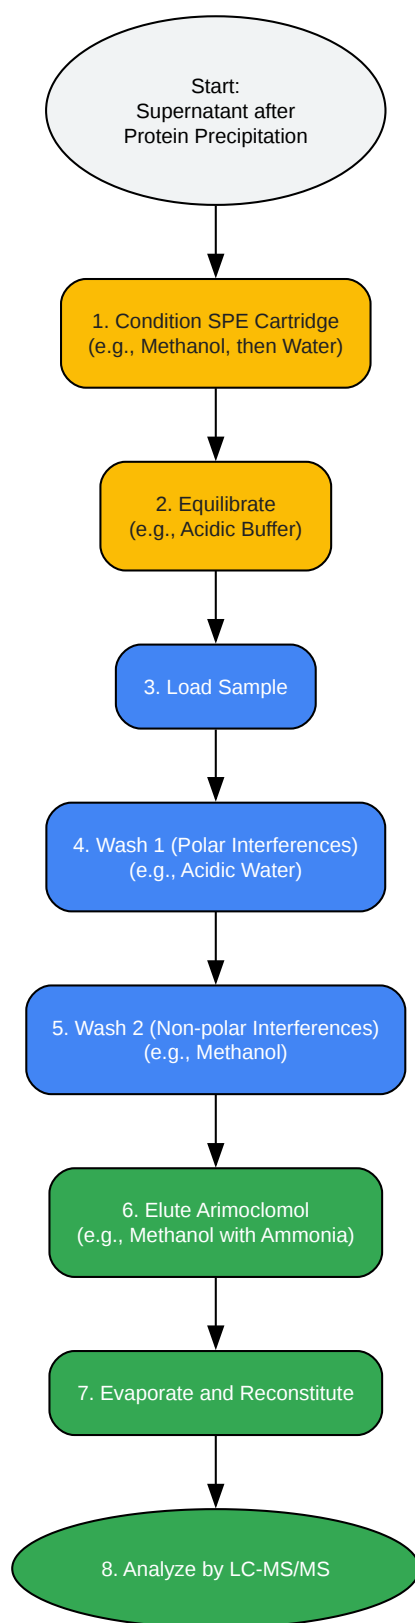 Start:
Supernatant after
Protein Precipitation
1. Condition SPE Cartridge
(e.g., Methanol, then Water)
2. Equilibrate
(e.g., Acidic Buffer)
3. Load Sample
4. Wash 1 (Polar Interferences)
(e.g., Acidic Water)
5. Wash 2 (Non-polar Interferences)
(e.g., Methanol)
6. Elute Arimoclomol
(e.g., Methanol with Ammonia)
7. Evaporate and Reconstitute
8. Analyze by LC-MS/MS